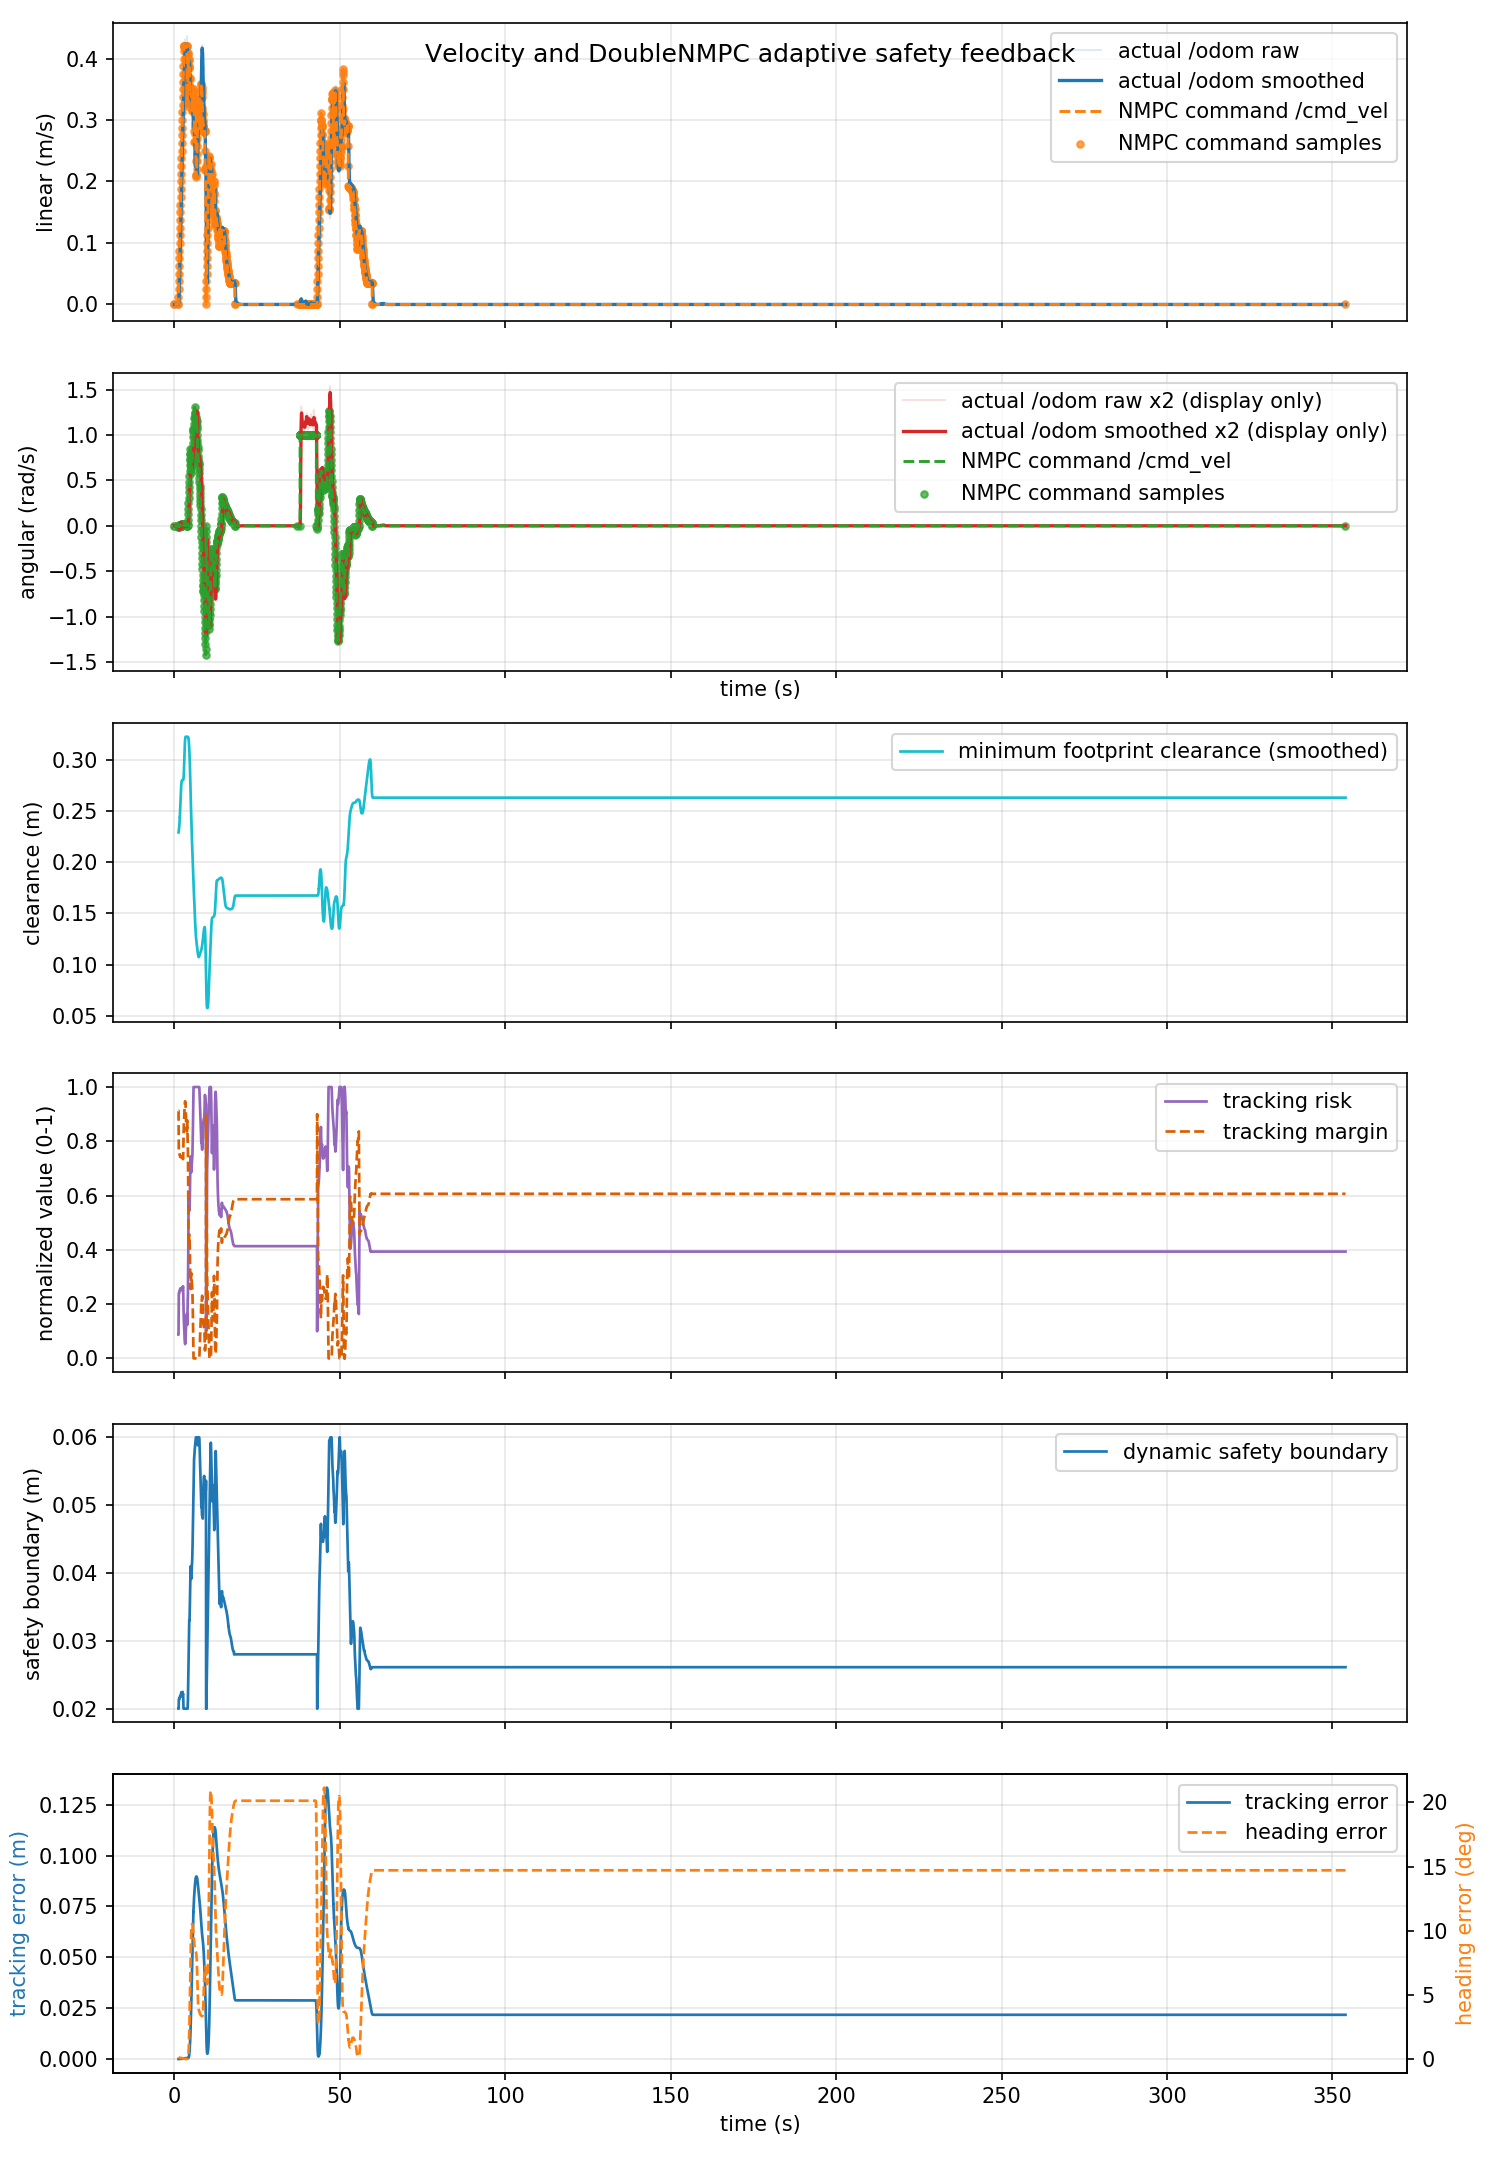 Velocity and DoubleNMPC adaptive safety feedback
actual /odom raw
actual /odom smoothed
NMPC command /cmd_vel
NMPC command samples
linear (m/s)
0.4
0.3
0.2
0.1
0.0
actual /odom raw x2 (display only)
actual /odom smoothed x2 (display only)
NMPC command /cmd_vel
NMPC command samples
angular (rad/s)
1.5
1.0
0.5
0.0
−0.5
−1.0
−1.5
time (s)
minimum footprint clearance (smoothed)
clearance (m)
0.30
0.25
0.20
0.15
0.10
0.05
tracking risk
tracking margin
normalized value (0-1)
1.0
0.8
0.6
0.4
0.2
0.0
dynamic safety boundary
safety boundary (m)
0.06
0.05
0.04
0.03
0.02
tracking error
heading error
tracking error (m)
0.125
0.100
0.075
0.050
0.025
0.000
heading error (deg)
20
15
10
5
0
0 50 100 150 200 250 300 350
time (s)